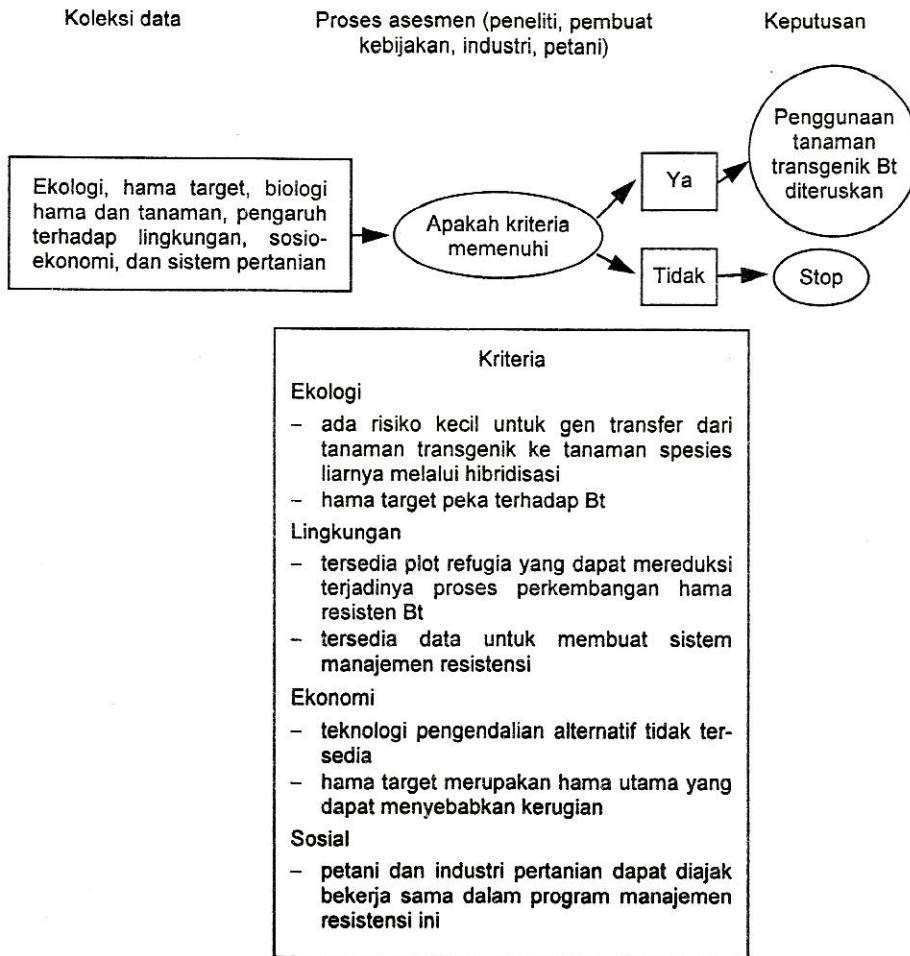 Koleksi data
Proses asesmen (peneliti, pembuat
kebijakan, industri, petani)
Keputusan
Ekologi, hama target, biologi
hama dan tanaman, pengaruh
terhadap lingkungan, sosio-
ekonomi, dan sistem pertanian
Apakah kriteria
memenuhi
Ya
Tidak
Penggunaan
tanaman
transgenik Bt
diteruskan
Stop
Kriteria
Ekologi
– ada risiko kecil untuk gen transfer dari
tanaman transgenik ke tanaman spesies
liarnya melalui hibridisasi
– hama target peka terhadap Bt
Lingkungan
– tersedia plot refugia yang dapat mereduksi
terjadinya proses perkembangan hama
resisten Bt
– tersedia data untuk membuat sistem
manajemen resistensi
Ekonomi
– teknologi pengendalian alternatif tidak ter-
sedia
– hama target merupakan hama utama yang
dapat menyebabkan kerugian
Sosial
– petani dan industri pertanian dapat diajak
bekerja sama dalam program manajemen
resistensi ini